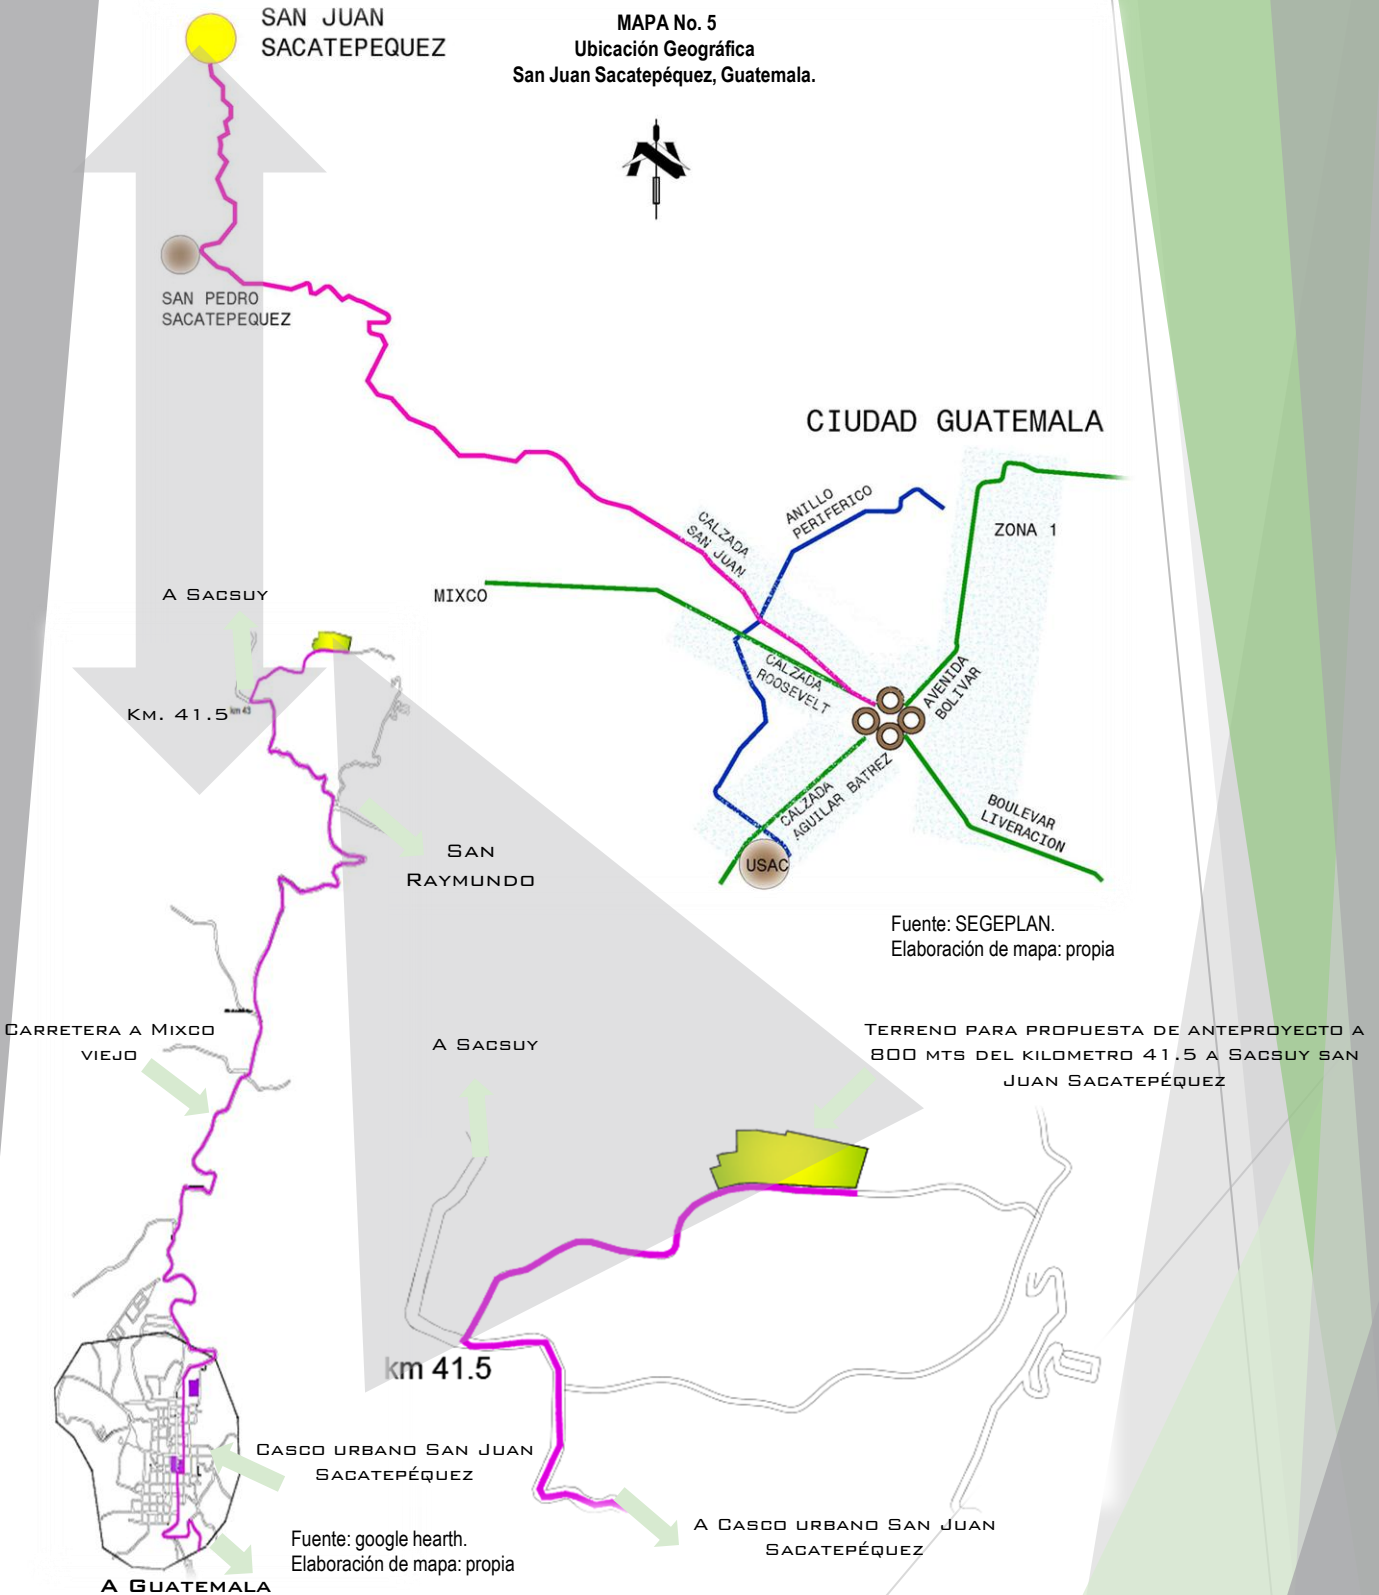 SAN JUAN
SACATEPEQUEZ
MAPA No. 5
Ubicación Geográfica
San Juan Sacatepéquez, Guatemala.
SAN PEDRO
SACATEPEQUEZ
CIUDAD GUATEMALA
ANILLO
PERIFERICO
CALZADA
SAN JUAN
ZONA 1
MIXCO
CALZADA
ROOSEVELT
AVENIDA
BOLIVAR
CALZADA
AGUILAR BATREZ
BOULEVAR
LIVERACION
USAC
Fuente: SEGEPLAN.
Elaboración de mapa: propia
A Sacsuy
Km. 41.5
km 43
San
Raymundo
Carretera a Mixco
viejo
A Sacsuy
Terreno para propuesta de anteproyecto a
800 mts del kilometro 41.5 a Sacsuy san
Juan Sacatepéquez
km 41.5
Casco urbano San Juan
Sacatepéquez
A Casco urbano San Juan
Sacatepéquez
Fuente: google hearth.
Elaboración de mapa: propia
A Guatemala